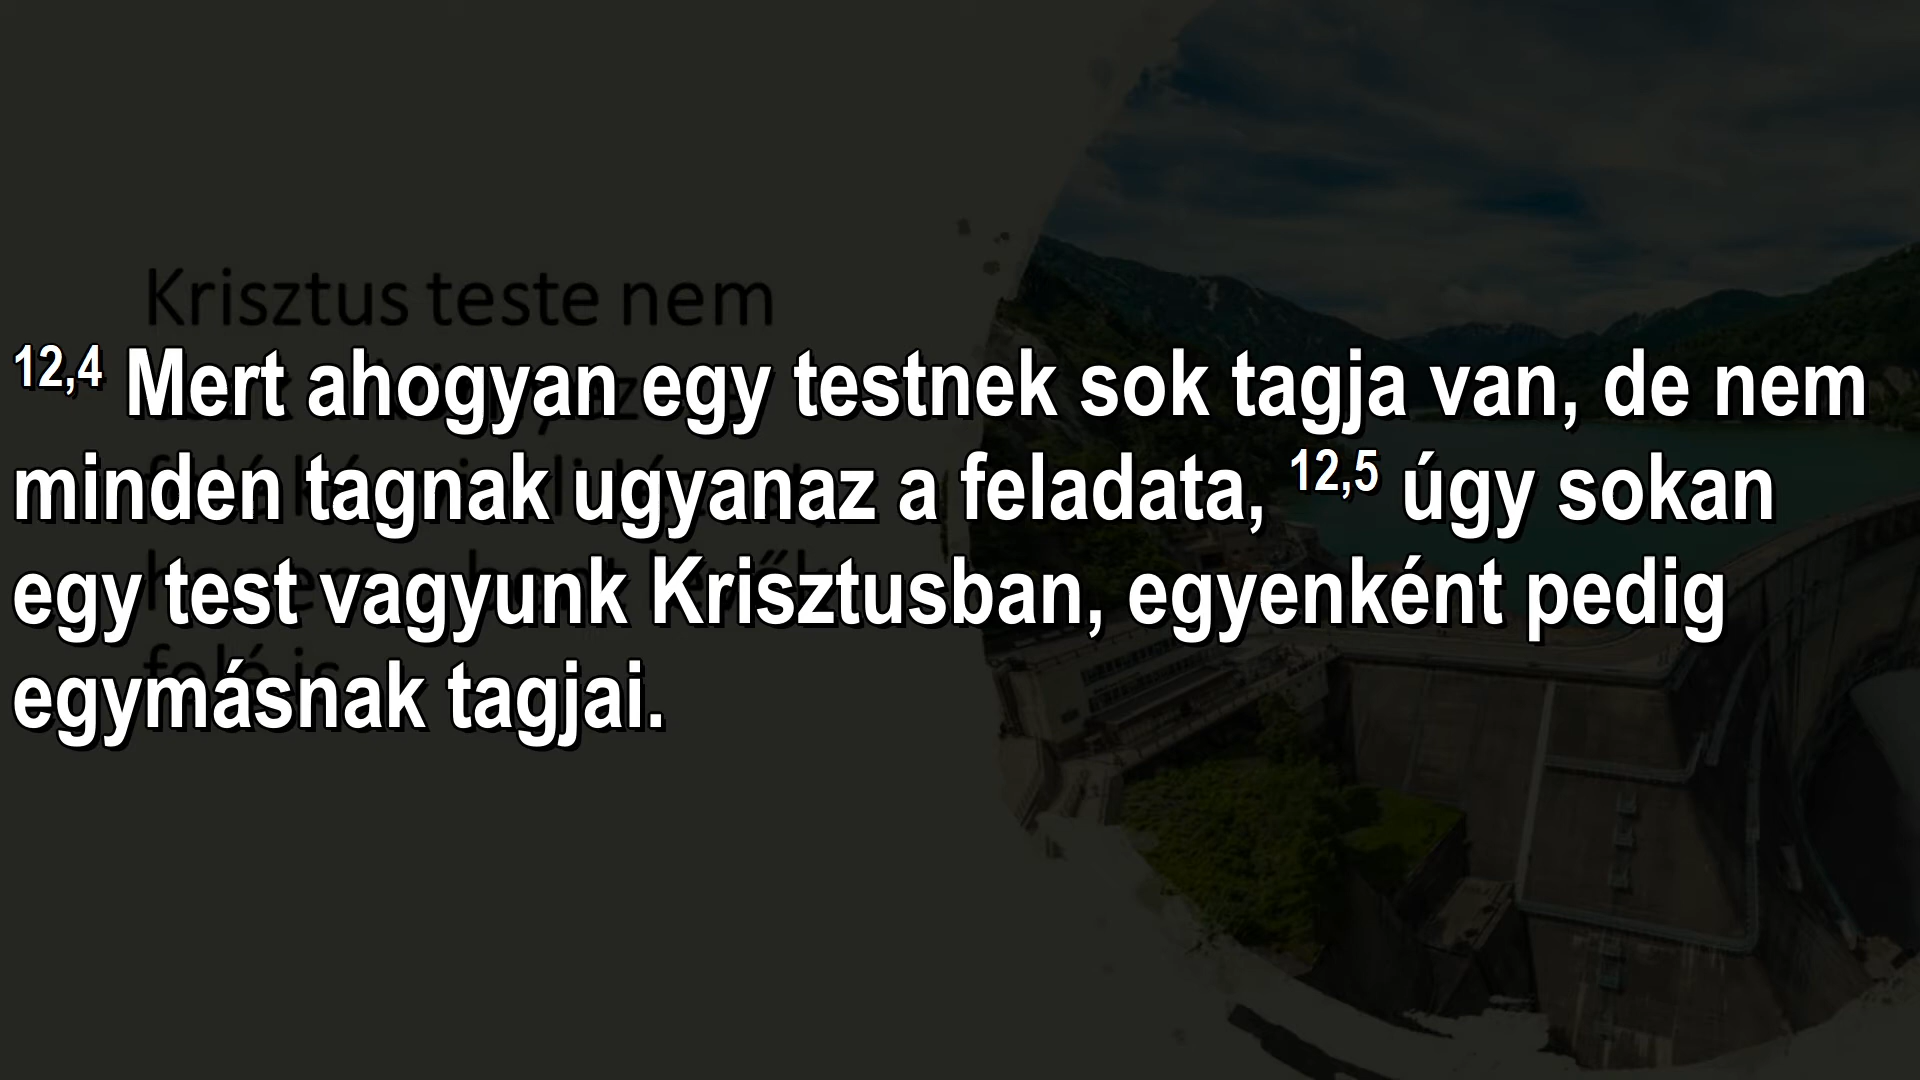 Krisztus teste nem
12,4 Mert ahogyan egy testnek sok tagja van, de nem
minden tagnak ugyanaz a feladata, 12,5 úgy sokan
egy test vagyunk Krisztusban, egyenként pedig
egymásnak tagjai.